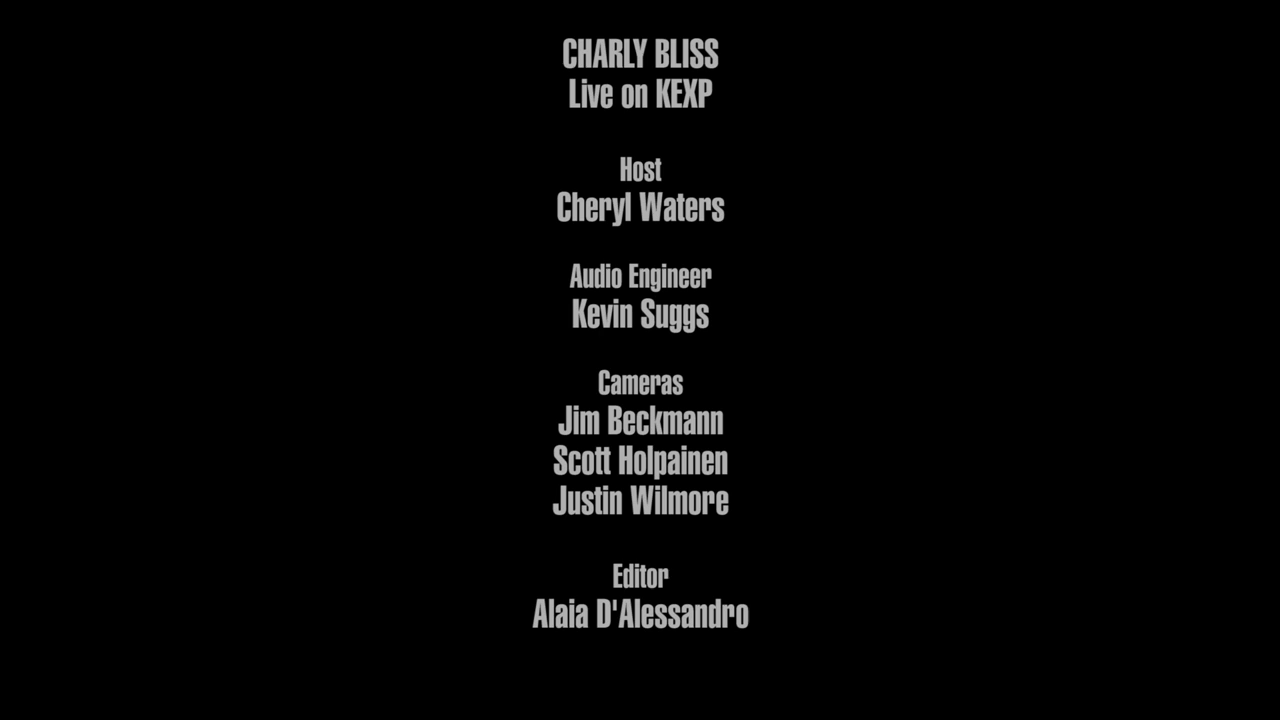 CHARLY BLISS
Live on KEXP
Host
Cheryl Waters
Audio Engineer
Kevin Suggs
Cameras
Jim Beckmann
Scott Holpainen
Justin Wilmore
Editor
Alaia D'Alessandro